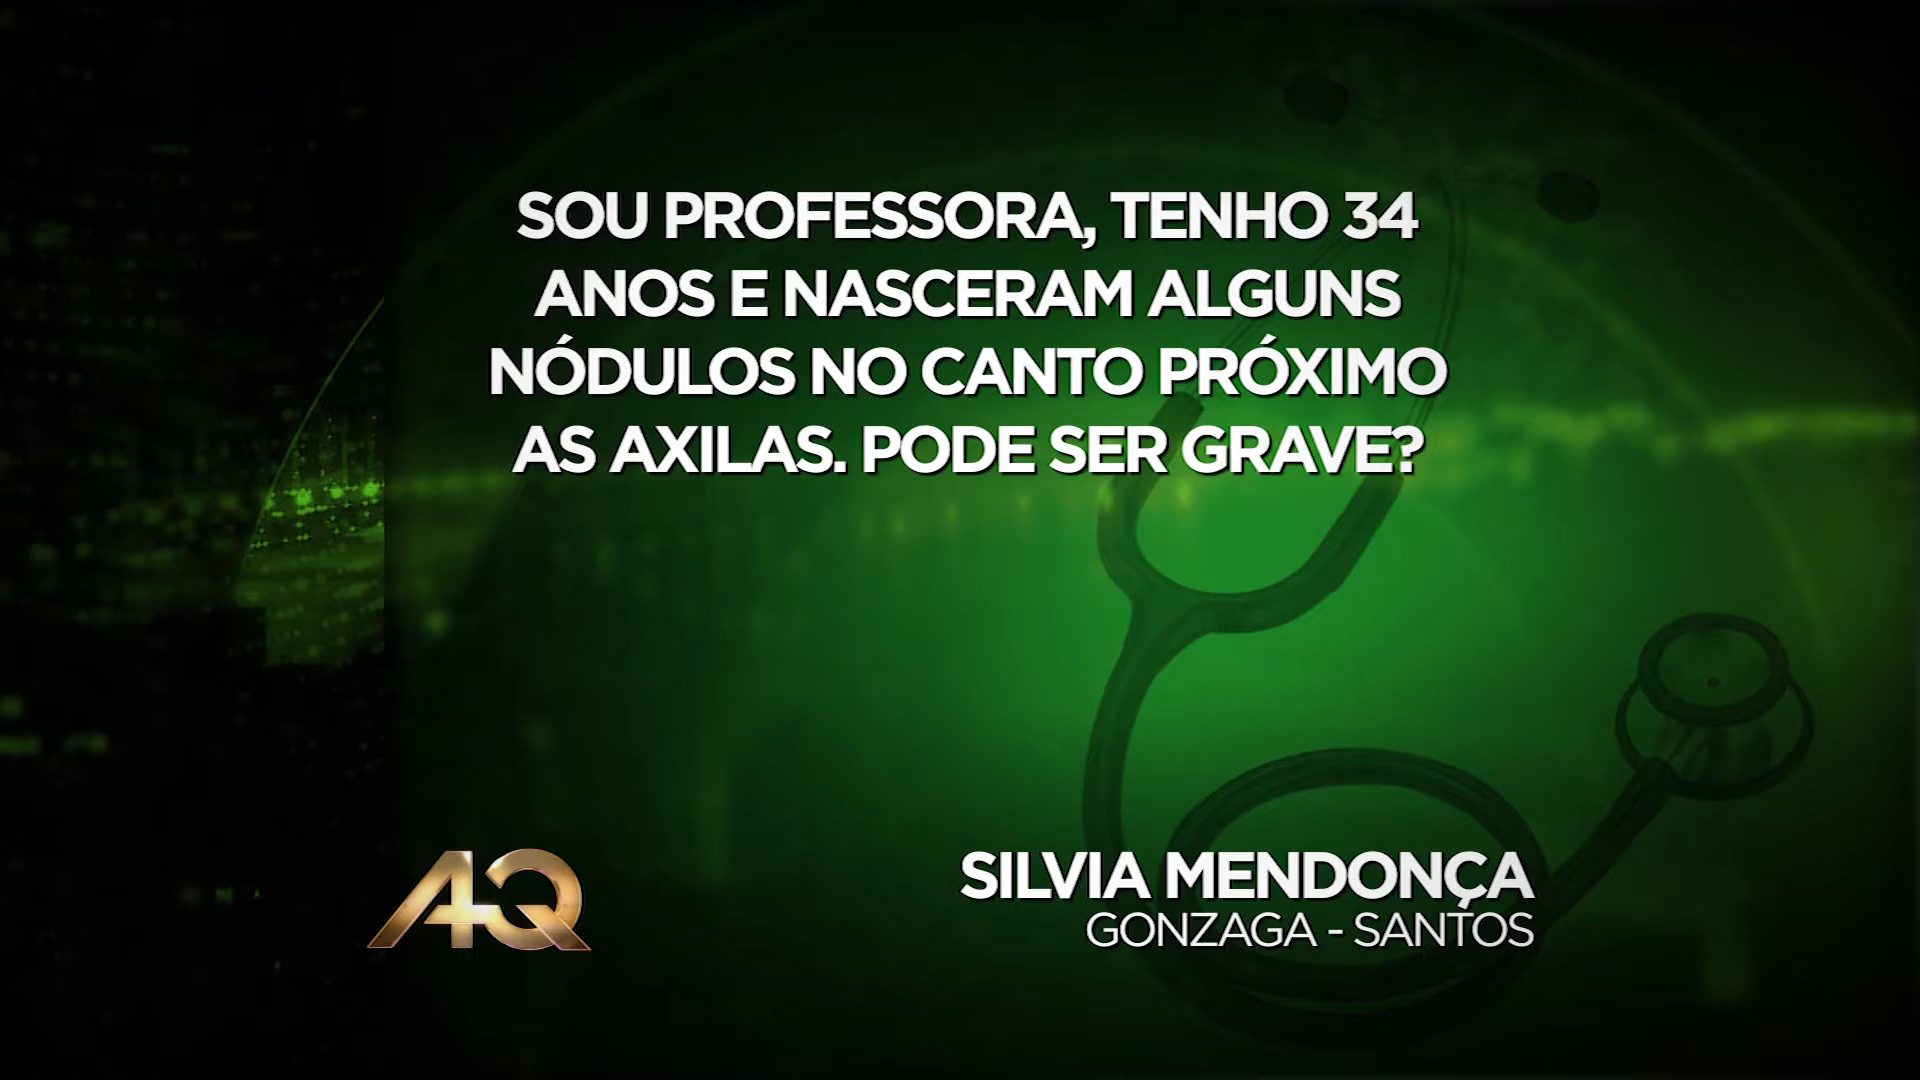 SOU PROFESSORA, TENHO 34
ANOS E NASCERAM ALGUNS
NÓDULOS NO CANTO PRÓXIMO
AS AXILAS. PODE SER GRAVE?
AQ
SILVIA MENDONÇA
GONZAGA - SANTOS